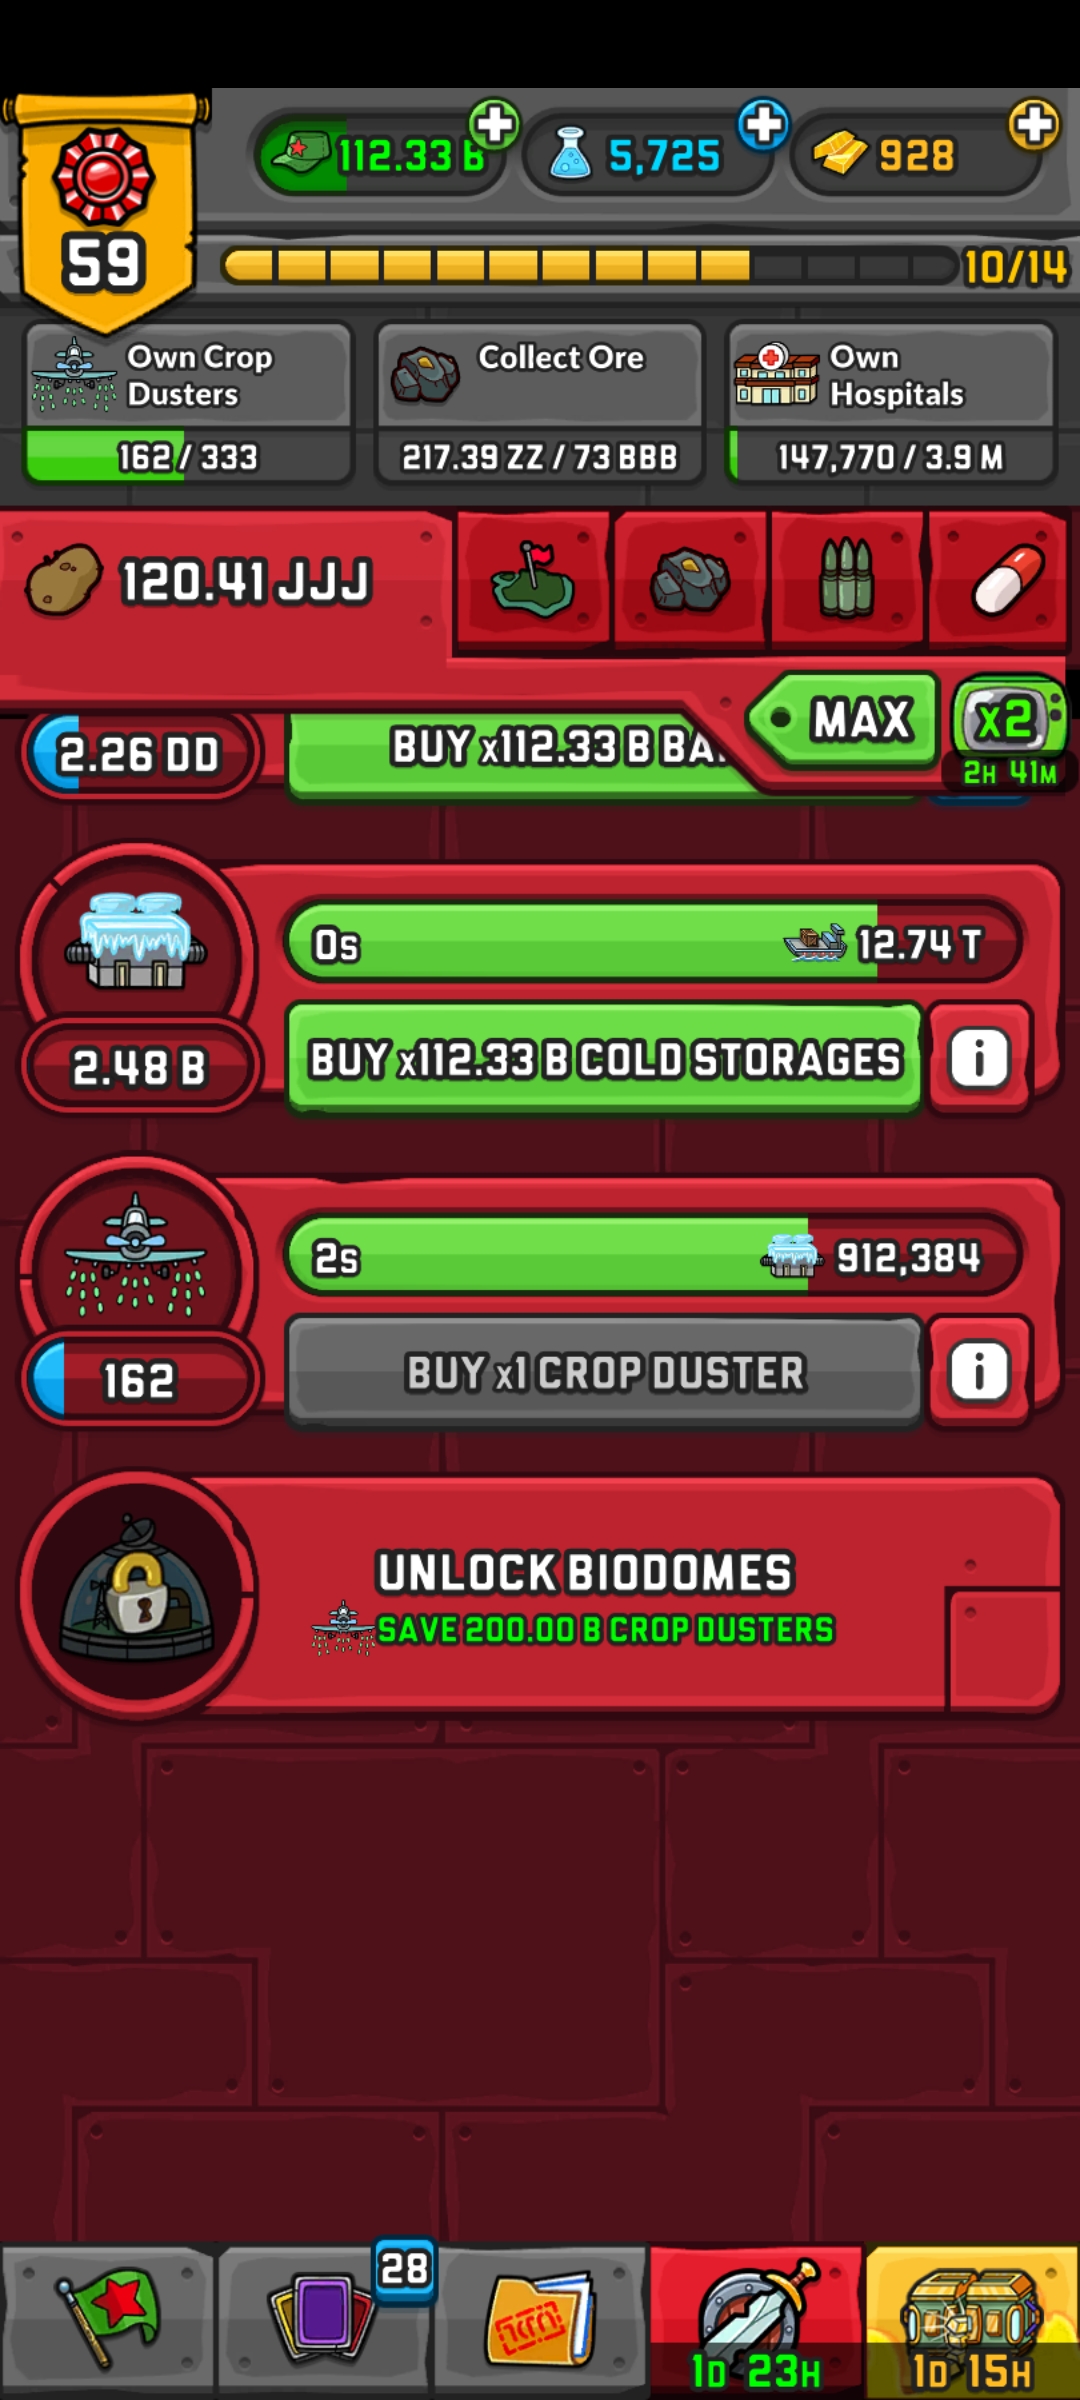 112.33 B
5,725
928
59
10/14
Own Crop
Dusters
Collect Ore
Own
Hospitals
162 / 333
217.39 ZZ / 73 BBB
147,770 / 3.9 M
120.41 JJJ
MAX
x2
2H 41M
2.26 DD
BUY x112.33 B
0s
12.74 T
2.48 B
BUY x112.33 B COLD STORAGES
2s
912,384
162
BUY x1 CROP DUSTER
UNLOCK BIODOMES
SAVE 200.00 B CROP DUSTERS
28
1D 23H
1D 15H